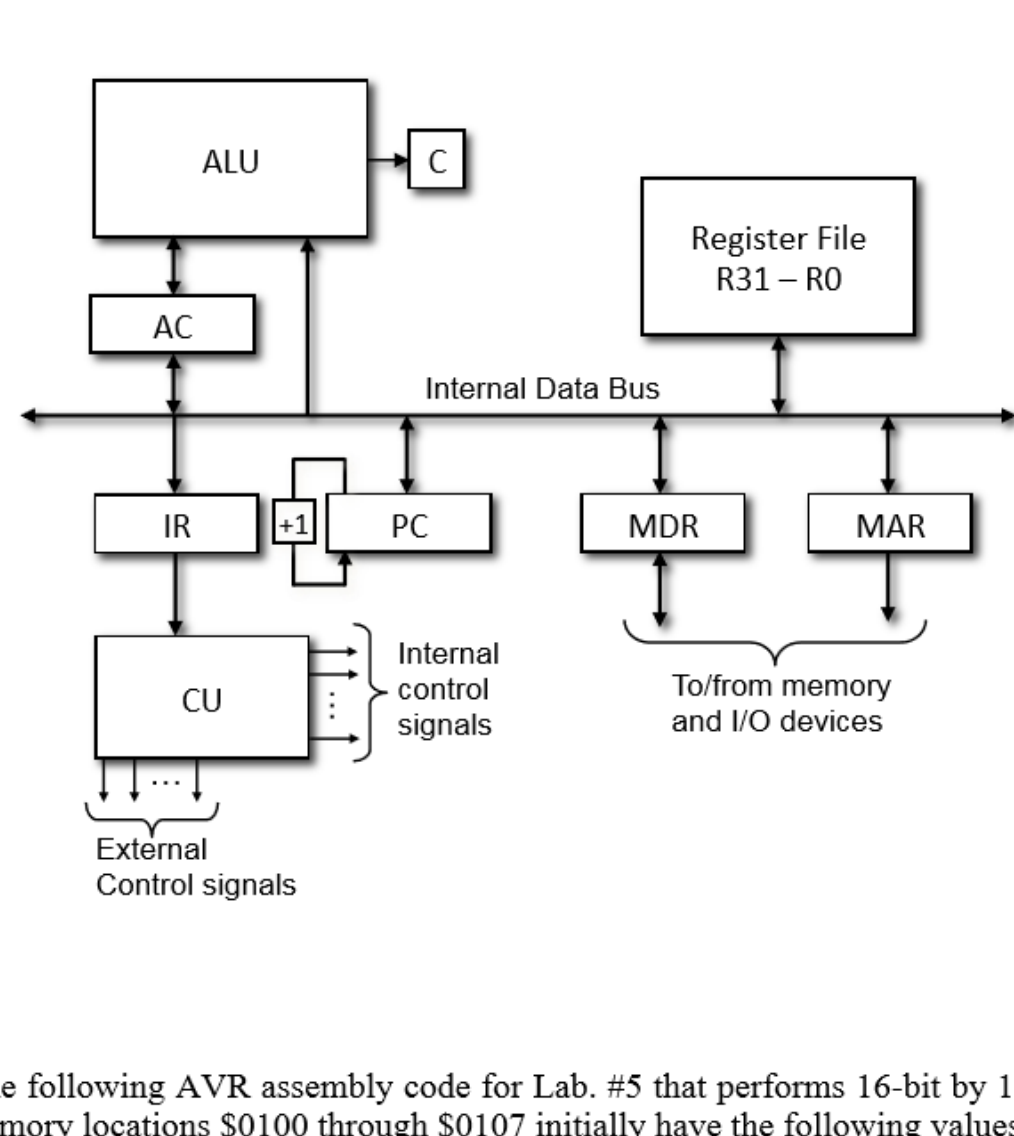 ALU
C
Register File
R31 – R0
AC
Internal Data Bus
IR
+1
PC
MDR
MAR
CU
...
Internal
control
signals
To/from memory
and I/O devices
...
External
Control signals
following AVR assembly code for Lab. #5 that performs 16-bit by
locations $0100 through $0107 initially have the following values